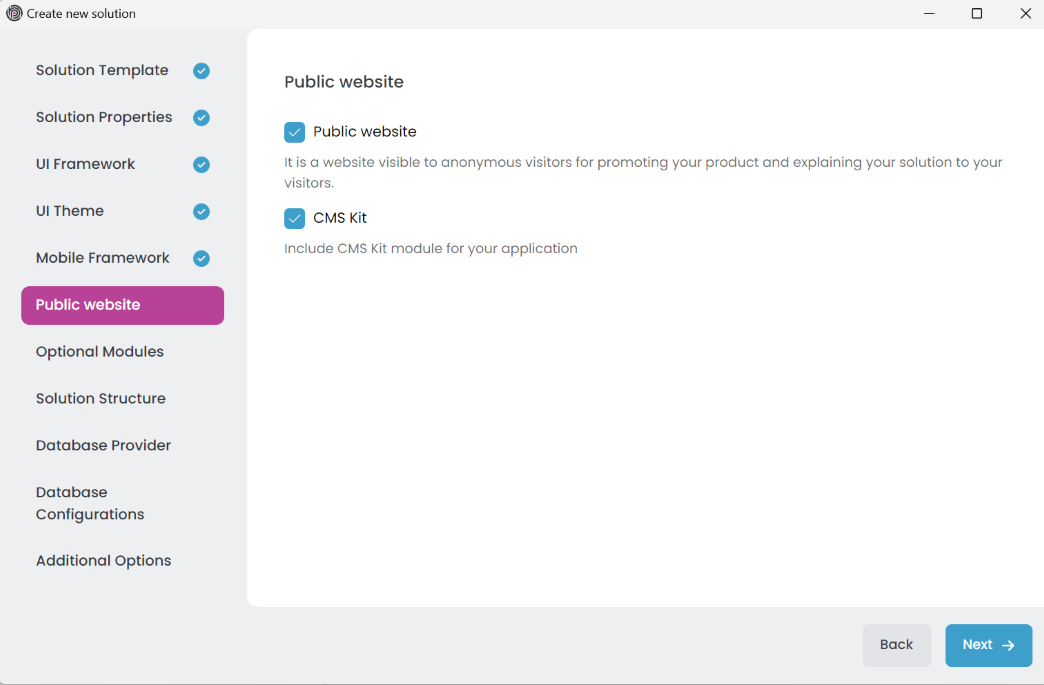 Create new solution
Solution Template
Solution Properties
UI Framework
UI Theme
Mobile Framework
Public website
Optional Modules
Solution Structure
Database Provider
Database
Configurations
Additional Options
Public website
Public website
It is a website visible to anonymous visitors for promoting your product and explaining your solution to your
visitors.
CMS Kit
Include CMS Kit module for your application
Back
Next